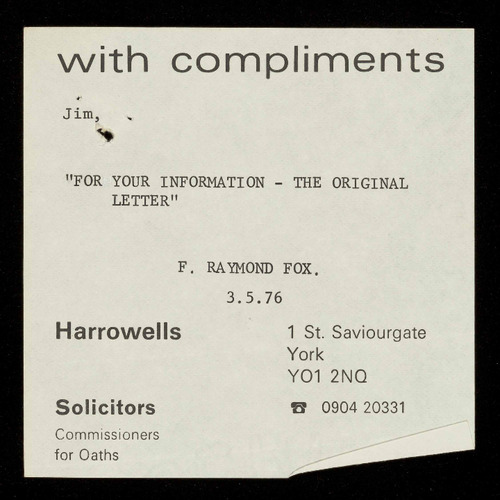 with compliments
Jim,
"FOR YOUR INFORMATION - THE ORIGINAL
LETTER"
F. RAYMOND FOX.
3.5.76
Harrowells
1 St. Saviourgate
York
YO1 2NQ
Solicitors
☎ 0904 20331
Commissioners
for Oaths